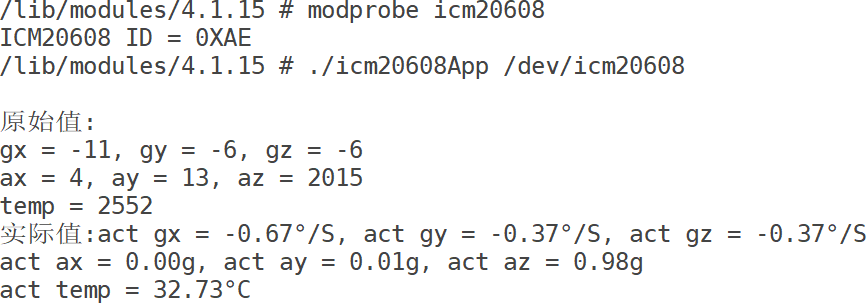 /lib/modules/4.1.15 # modprobe icm20608
ICM20608 ID = 0XAE
/lib/modules/4.1.15 # ./icm20608App /dev/icm20608
原始值:
gx = -11, gy = -6, gz = -6
ax = 4, ay = 13, az = 2015
temp = 2552
实际值:act gx = -0.67°/S, act gy = -0.37°/S, act gz = -0.37°/S
act ax = 0.00g, act ay = 0.01g, act az = 0.98g
act temp = 32.73°C